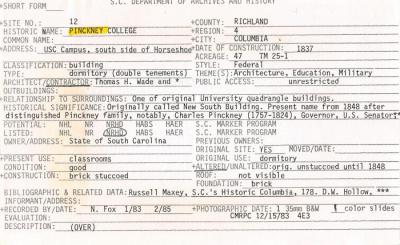 S.C. DEPARTMENT OF ARCHIVES AND HISTORY
+SHORT FORM
+SITE NO.: 12 +COUNTY: RICHLAND
HISTORIC NAME: PINCKNEY COLLEGE +REGION: 4
COMMON NAME: +CITY: COLUMBIA
+ADDRESS: USC Campus, south side of Horseshoe +DATE OF CONSTRUCTION: 1837
ACREAGE: 47 TM 25-1
CLASSIFICATION: building STYLE: Federal
TYPE: dormitory (double tenements) THEME(S): Architecture, Education, Military
ARCHITECT/CONTRACTOR: Thomas H. Wade and * PUBLIC ACCESS: unrestricted
OUTBUILDINGS:
RELATIONSHIP TO SURROUNDINGS: One of original University quadrangle buildings.
HISTORICAL SIGNIFICANCE: Originally called New South Building. Present name from 1848 after
distinguished Pinckney family, notably, Charles Pinckney (1757-1824), Governor, U.S. Senator**
POTENTIAL: NHL NR NRHD HABS HAER S.C. MARKER PROGRAM
LISTED: NHL NR NRHD HABS HAER S.C. MARKER PROGRAM
OWNER/ADDRESS: State of South Carolina PREVIOUS OWNERS:
ORIGINAL SITE: YES MOVED/DATE:
+PRESENT USE: classrooms ORIGINAL USE: dormitory
CONDITION: good +ALTERED/UNALTERED: orig. unstuccoed until 1848
+CONSTRUCTION: brick stuccoed ROOF: not visible
FOUNDATION: brick
BIBLIOGRAPHIC & RELATED DATA: Russell Maxey, S.C.'s Historic Columbia, 178. D.W. Hollow, ***
INFORMANT/ADDRESS:
+RECORDED BY/DATE: N. Fox 1/83 2/85 +PHOTOGRAPHIC DATE: 1 35mm B&W color slides
EVALUATION: CMRPC 12/15/83 4E3
DESCRIPTION: (OVER)